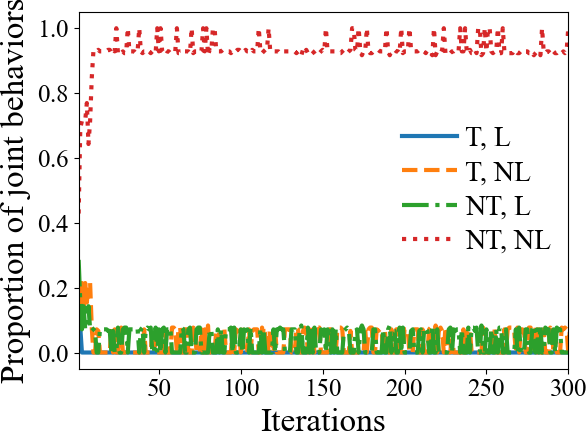 Proportion of joint behaviors
1.0
0.8
0.6
0.4
0.2
0.0
T, L
T, NL
NT, L
NT, NL
50 100 150 200 250 300
Iterations